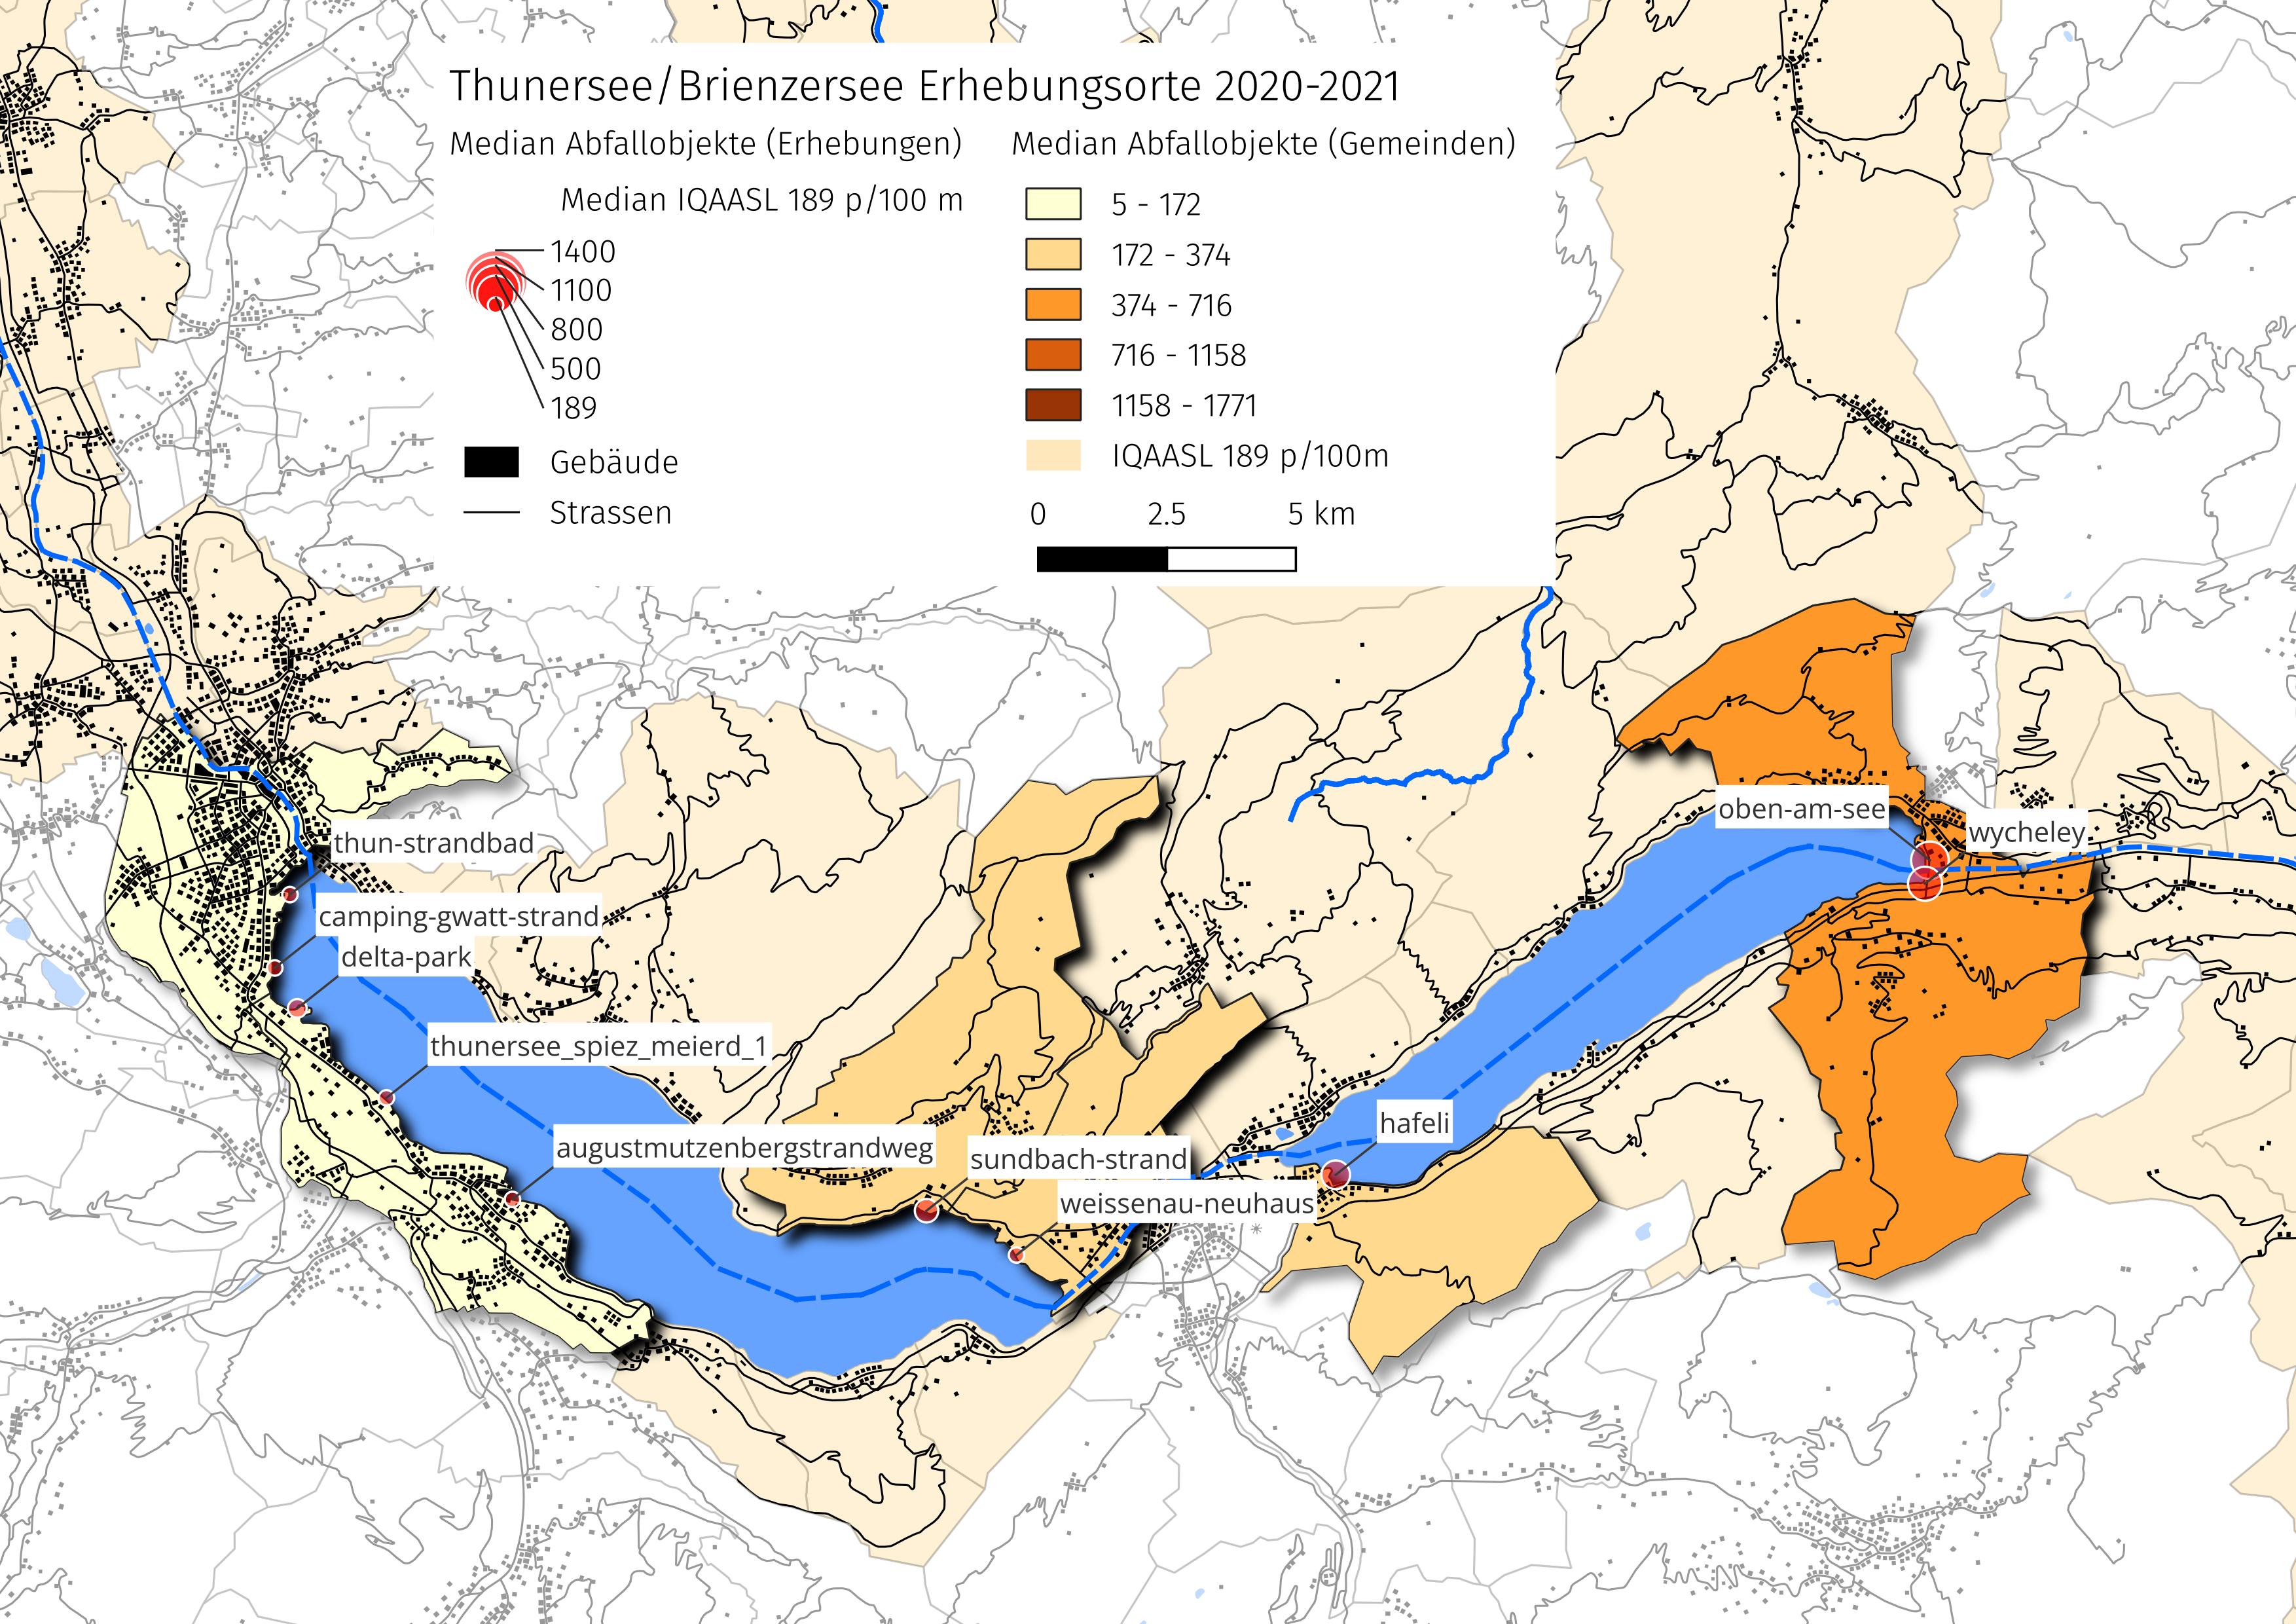 Thunersee/Brienzersee Erhebungsorte 2020-2021
Median Abfallobjekte (Erhebungen)
Median IQAASL 189 p/100 m
1400
1100
800
500
189
Gebäude
Strassen
Median Abfallobjekte (Gemeinden)
5 - 172
172 - 374
374 - 716
716 - 1158
1158 - 1771
IQAASL 189 p/100m
0 2.5 5 km
oben-am-see
wycheley
thun-strandbad
camping-gwatt-strand
delta-park
thunersee_spiez_meierd_1
hafeli
augustmutzenbergstrandweg
sundbach-strand
weissenau-neuhaus